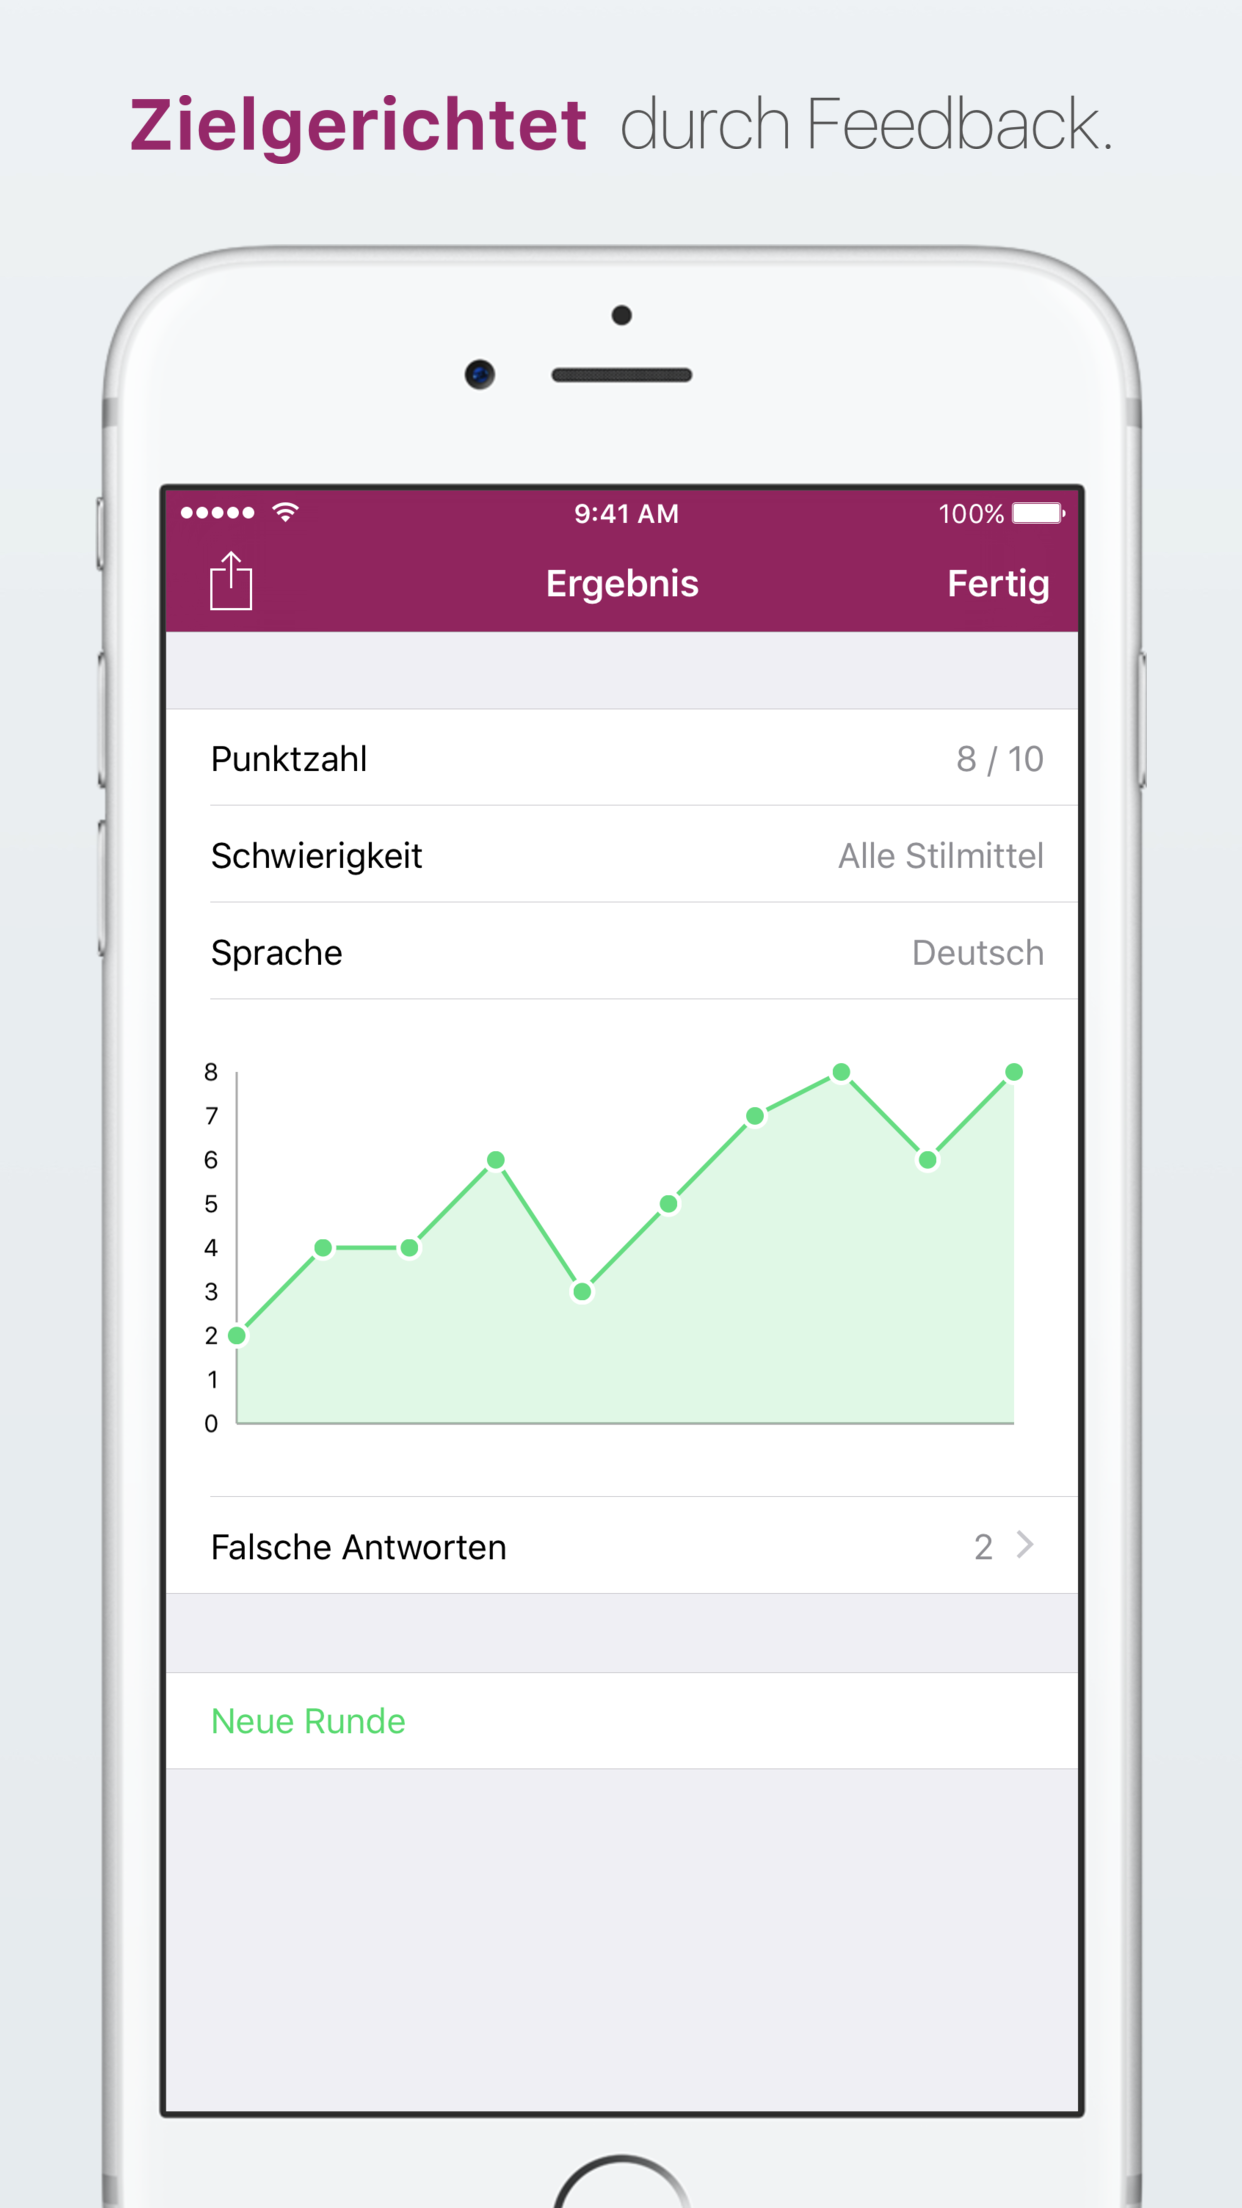 Zielgerichtet durch Feedback.
9:41 AM 100%
Ergebnis Fertig
Punktzahl 8 / 10
Schwierigkeit Alle Stilmittel
Sprache Deutsch
8
7
6
5
4
3
2
1
0
Falsche Antworten 2
Neue Runde